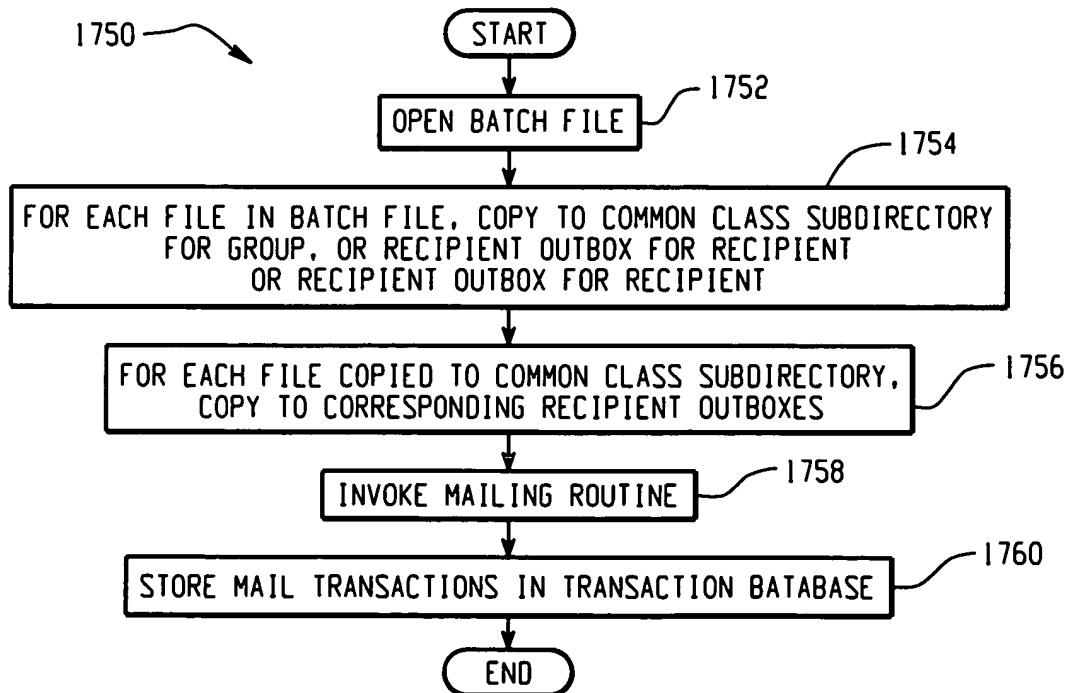 1750
START
1752
OPEN BATCH FILE
1754
FOR EACH FILE IN BATCH FILE, COPY TO COMMON CLASS SUBDIRECTORY
FOR GROUP, OR RECIPIENT OUTBOX FOR RECIPIENT
OR RECIPIENT OUTBOX FOR RECIPIENT
FOR EACH FILE COPIED TO COMMON CLASS SUBDIRECTORY,
COPY TO CORRESPONDING RECIPIENT OUTBOXES
1756
1758
INVOKE MAILING ROUTINE
1760
STORE MAIL TRANSACTIONS IN TRANSACTION BATABASE
END